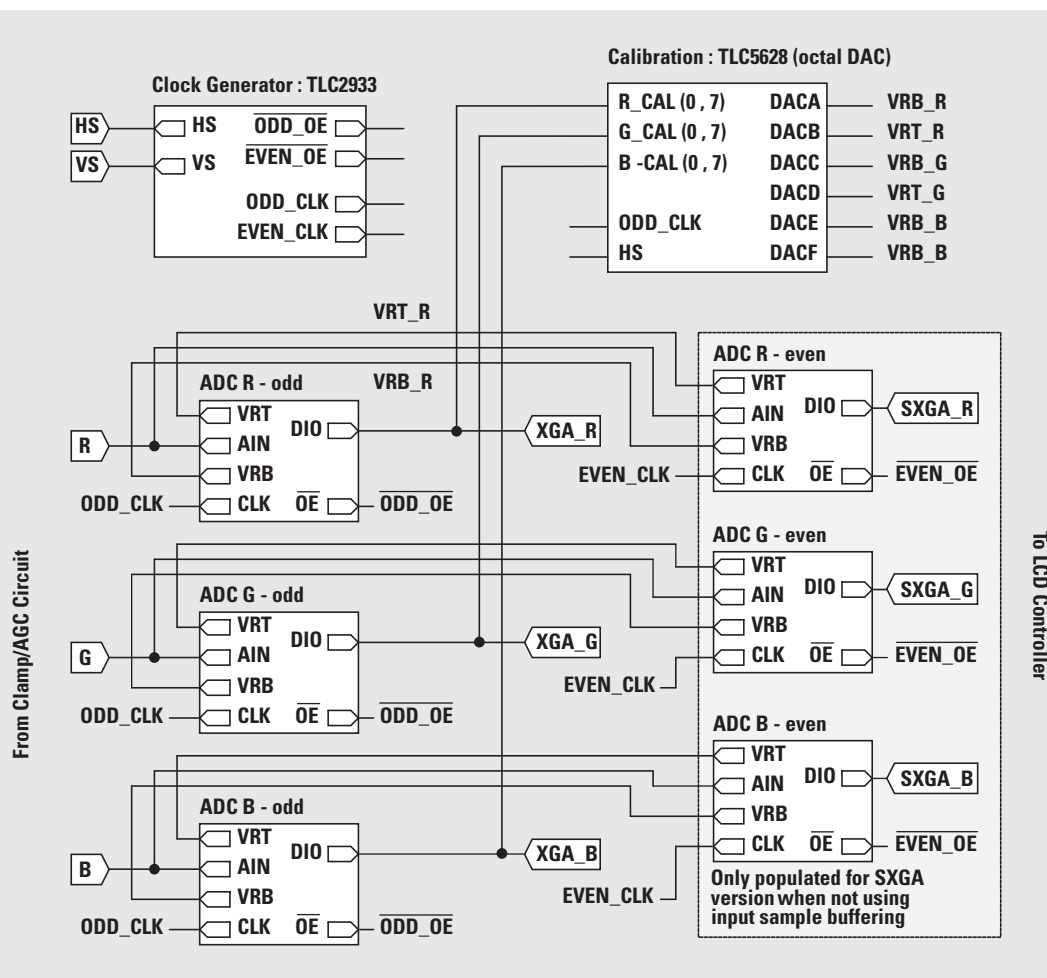 Calibration : TLC5628 (octal DAC)
Clock Generator : TLC2933
HS
VS
HS
VS
ODD_OE
EVEN_OE
ODD_CLK
EVEN_CLK
R_CAL (0 , 7)
G_CAL (0 , 7)
B -CAL (0 , 7)
ODD_CLK
HS
DACA
DACB
DACC
DACD
DACE
DACF
VRB_R
VRT_R
VRB_G
VRT_G
VRB_B
VRB_B
VRT_R
VRB_R
ADC R - odd
R
VRT
AIN
VRB
CLK
DIO
OE
ODD_CLK
ODD_OE
XGA_R
ADC R - even
VRT
AIN
VRB
CLK
DIO
OE
EVEN_CLK
SXGA_R
EVEN_OE
ADC G - odd
G
VRT
AIN
VRB
CLK
DIO
OE
ODD_CLK
ODD_OE
XGA_G
ADC G - even
VRT
AIN
VRB
CLK
DIO
OE
EVEN_CLK
SXGA_G
EVEN_OE
ADC B - odd
B
VRT
AIN
VRB
CLK
DIO
OE
ODD_CLK
ODD_OE
XGA_B
ADC B - even
VRT
AIN
VRB
CLK
DIO
OE
EVEN_CLK
SXGA_B
EVEN_OE
Only populated for SXGA
version when not using
input sample buffering
From Clamp/AGC Circuit
To LCD Controller